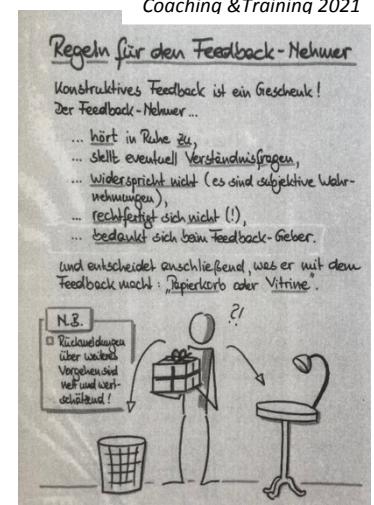 Coaching &Training 2021
Regeln für den Feedback-Nehmer
Konstruktives Feedback ist ein Geschenk!
Der Feedback-Nehmer...
... hört in Ruhe zu,
... stellt eventuell Verständnisfragen,
... widerspricht nicht (es sind subjektive Wahr-
nehmungen),
... rechtfertigt sich nicht (!),
... bedankt sich beim Feedback-Geber.
und entscheidet anschließend, was er mit dem
Feedback macht: „Papierkorb oder Vitrine".
?!
N.B.
Rückmeldungen
über weiteres
Vorgehen sind
nett und wert-
schätzend!